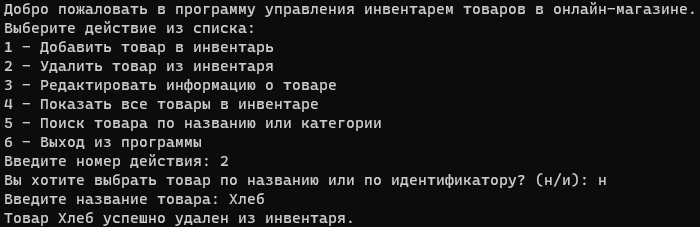 Добро пожаловать в программу управления инвентарем товаров в онлайн-магазине.
Выберите действие из списка:
1 - Добавить товар в инвентарь
2 - Удалить товар из инвентаря
3 - Редактировать информацию о товаре
4 - Показать все товары в инвентаре
5 - Поиск товара по названию или категории
6 - Выход из программы
Введите номер действия: 2
Вы хотите выбрать товар по названию или по идентификатору? (н/и): н
Введите название товара: Хлеб
Товар Хлеб успешно удален из инвентаря.